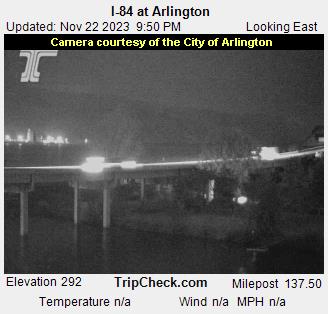 I-84 at Arlington
Updated: Nov 22 2023 9:50 PM Looking East
Camera courtesy of the City of Arlington
Elevation 292 TripCheck.com Milepost 137.50
Temperature n/a Wind n/a MPH n/a